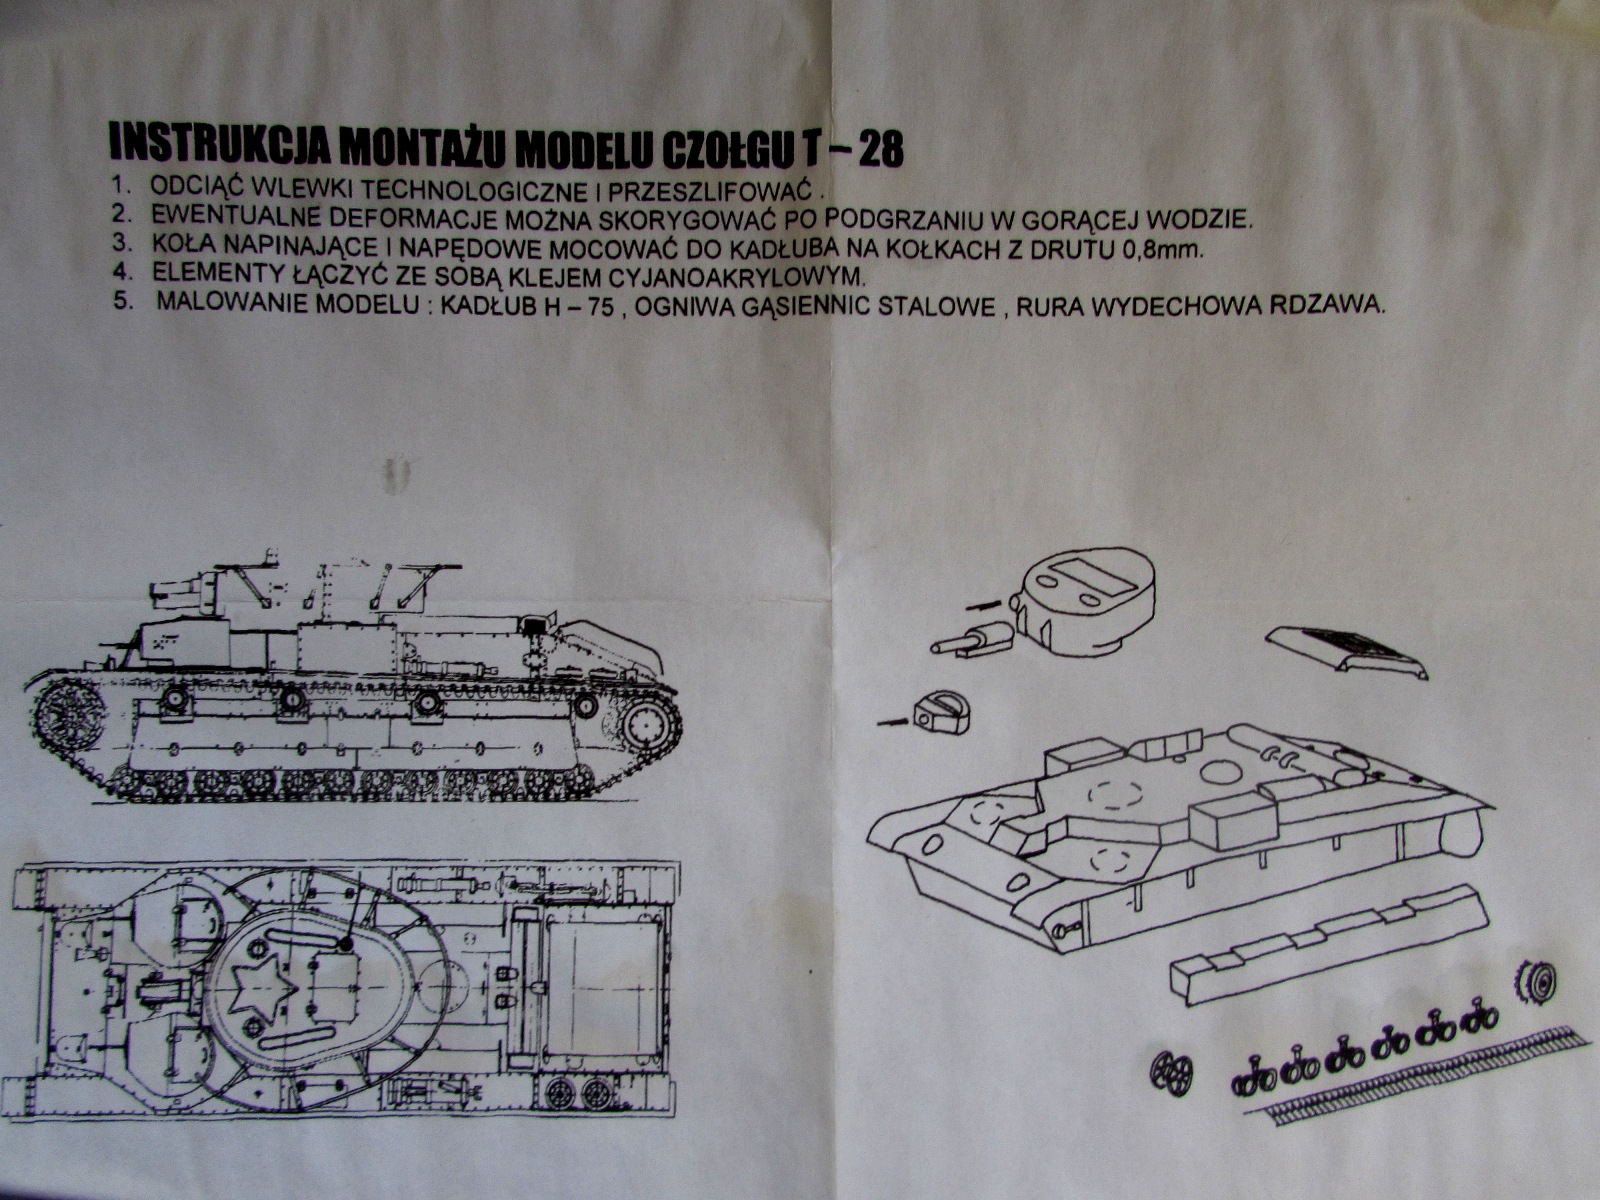 INSTRUKCJA MONTAŻU MODELU CZOŁGU T – 28
1. ODCIĄĆ WLEWKI TECHNOLOGICZNE I PRZESZLIFOWAĆ .
2. EWENTUALNE DEFORMACJE MOŻNA SKORYGOWAĆ PO PODGRZANIU W GORĄCEJ WODZIE.
3. KOŁA NAPINAJĄCE I NAPĘDOWE MOCOWAĆ DO KADŁUBA NA KOŁKACH Z DRUTU 0,8mm.
4. ELEMENTY ŁĄCZYĆ ZE SOBĄ KLEJEM CYJANOAKRYLOWYM.
5. MALOWANIE MODELU : KADŁUB H – 75 , OGNIWA GĄSIENNIC STALOWE , RURA WYDECHOWA RDZAWA.